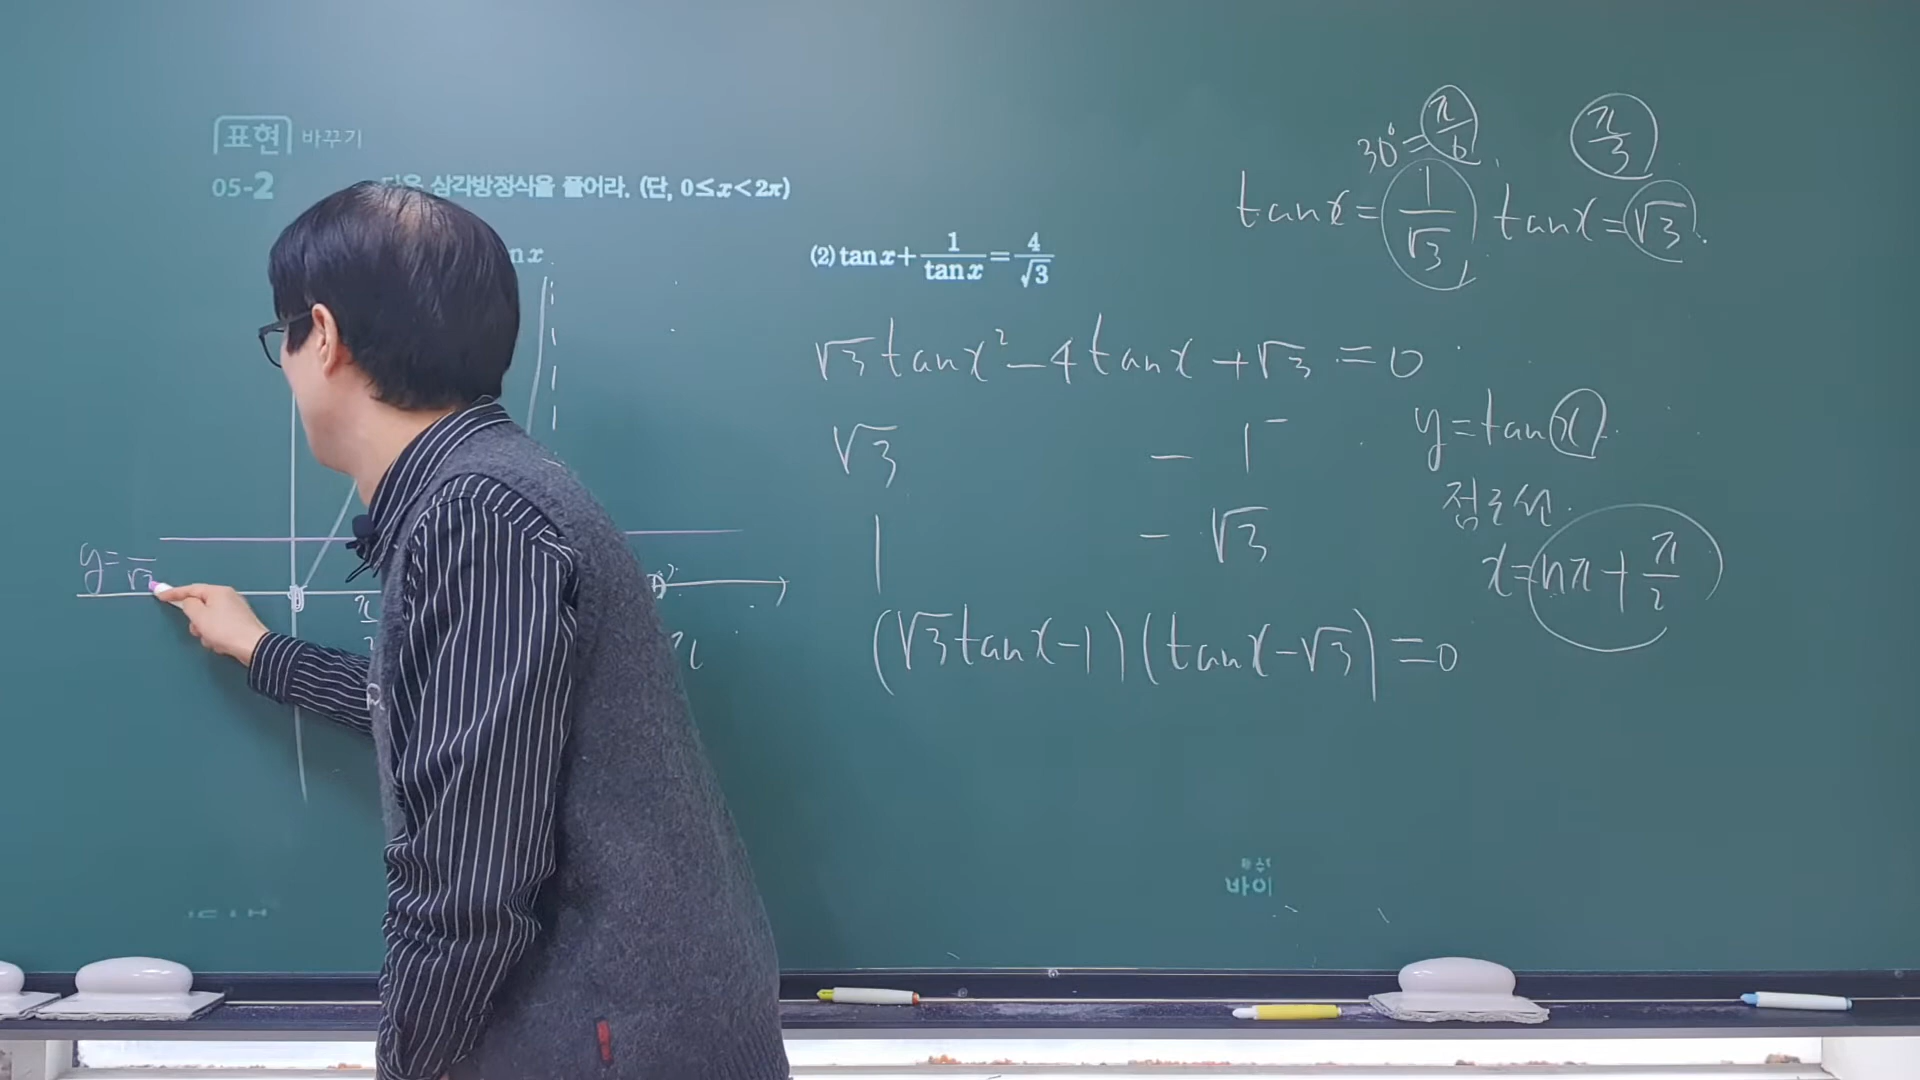 표현 바꾸기
05-2 삼각방정식을 풀어라. (단, 0≤x<2π)
n x
(2) tan x + 1/tan x = 4/√3
30° = π/6 π/3
tan x = 1/√3 tan x = √3
√3 tan x² - 4 tan x + √3 = 0
√3 - 1
1 - √3
(√3 tan x - 1)(tan x - √3) = 0
y = tan x
점근선
x = nπ + π/2
y = 1/√3
바이